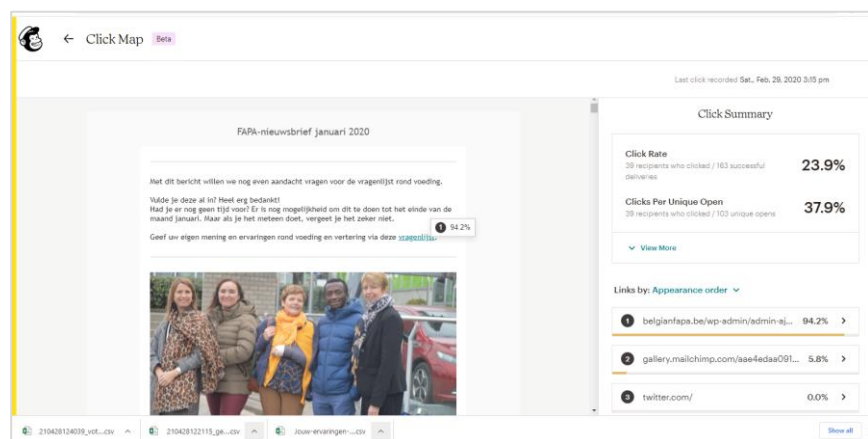 ← Click Map Beta
Last click recorded Sat., Feb. 29, 2020 3:15 pm
FAPA-nieuwsbrief januari 2020
Met dit bericht willen we nog even aandacht vragen voor de vragenlijst rond voeding.
Vulde je deze al in? Heel erg bedankt!
Had je er nog geen tijd voor? Er is nog mogelijkheid om dit te doen tot het einde van de
maand januari. Maar als je het meteen doet, vergeet je het zeker niet.
1 94.2%
Geef uw eigen mening en ervaringen rond voeding en vertering via deze vragenlijst.
Click Summary
Click Rate
39 recipients who clicked / 163 successful
deliveries
23.9%
Clicks Per Unique Open
39 recipients who clicked / 103 unique opens
37.9%
View More
Links by: Appearance order
1 belgianfapa.be/wp-admin/admin-aj... 94.2%
2 gallery.mailchimp.com/aae4edaa091... 5.8%
3 twitter.com/ 0.0%
210428124039_vot....csv
210428122115_ge....csv
Jouw-ervaringen-....csv
Show all